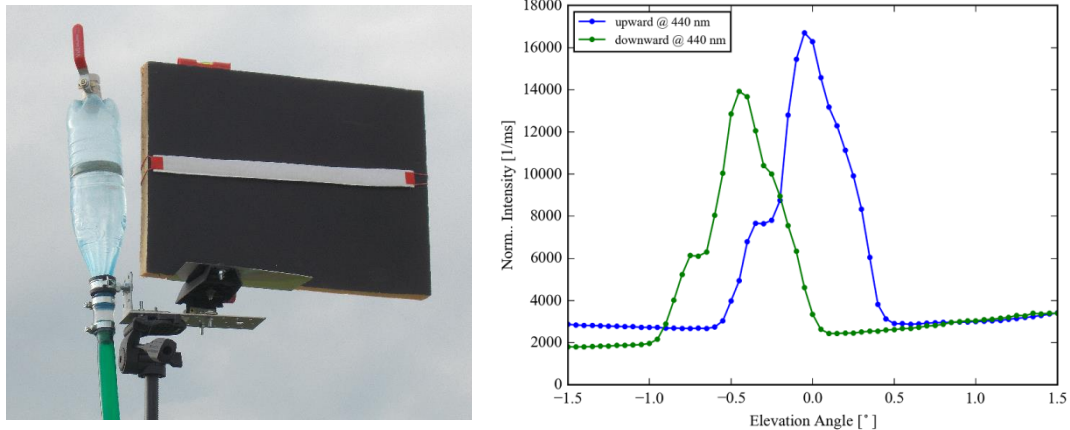 upward @ 440 nm
downward @ 440 nm
18000
16000
14000
12000
10000
8000
6000
4000
2000
0
Norm.. Intensity [1/ms]
−1.5 −1.0 −0.5 0.0 0.5 1.0 1.5
Elevation Angle [°]